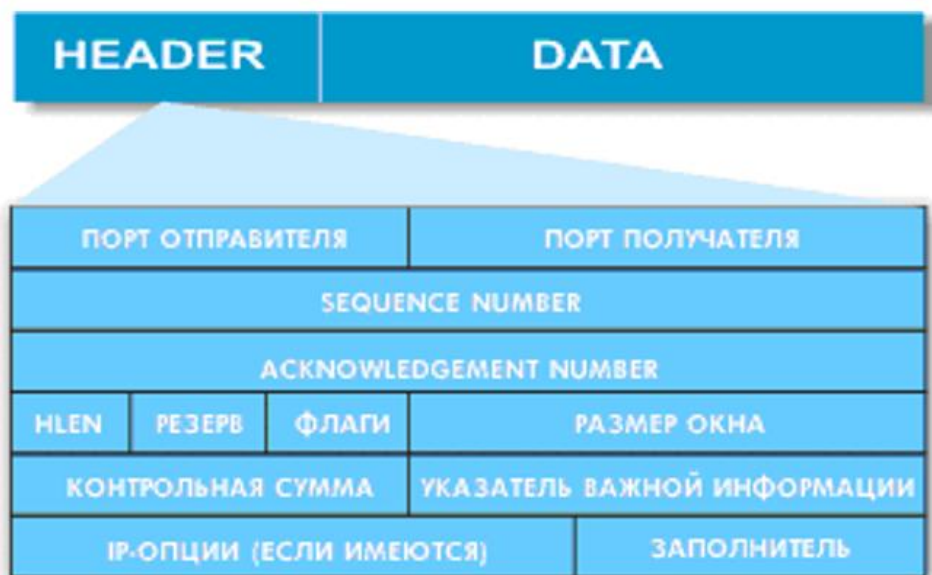 HEADER DATA
ПОРТ ОТПРАВИТЕЛЯ ПОРТ ПОЛУЧАТЕЛЯ
SEQUENCE NUMBER
ACKNOWLEDGEMENT NUMBER
HLEN РЕЗЕРВ ФЛАГИ РАЗМЕР ОКНА
КОНТРОЛЬНАЯ СУММА УКАЗАТЕЛЬ ВАЖНОЙ ИНФОРМАЦИИ
IP-ОПЦИИ (ЕСЛИ ИМЕЮТСЯ) ЗАПОЛНИТЕЛЬ